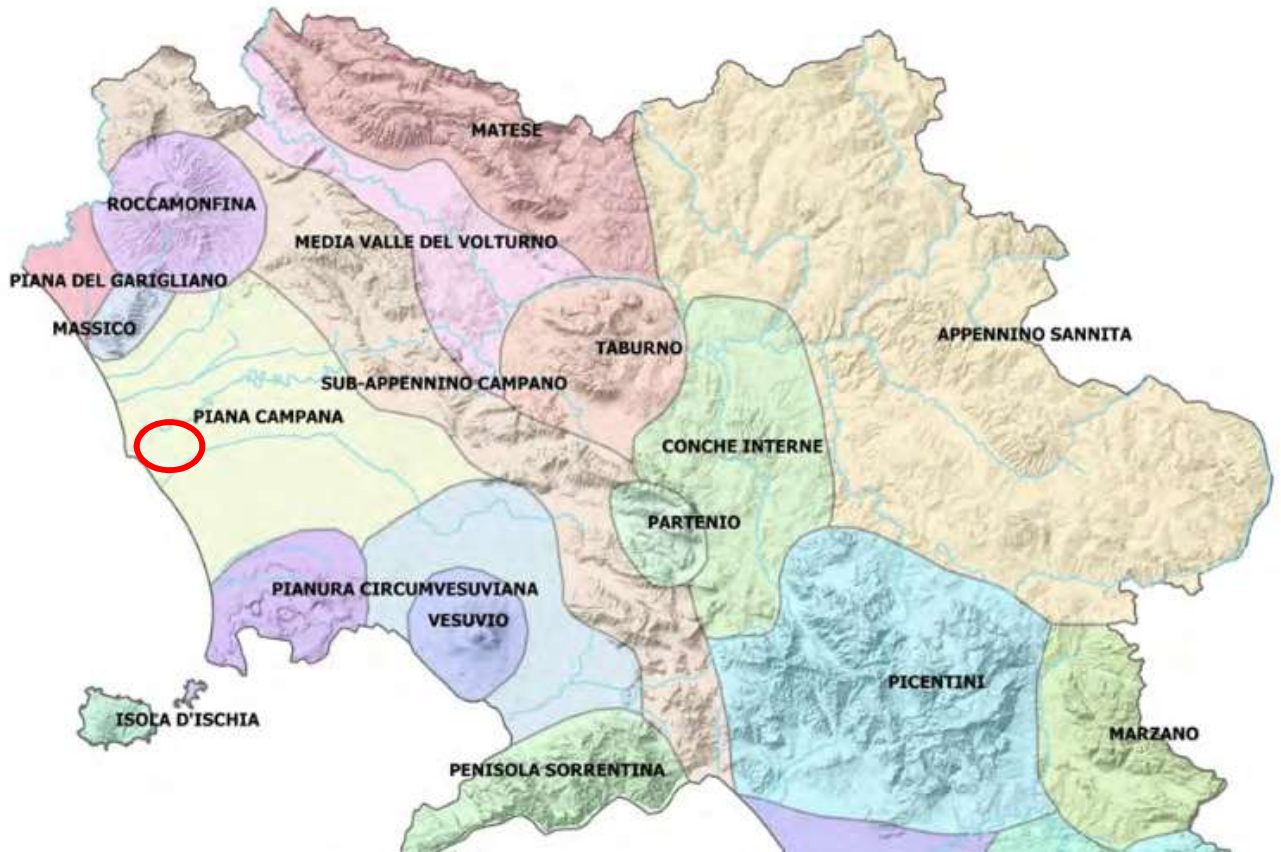 MATESE
ROCCAMONFINA
MEDIA VALLE DEL VOLTURNO
PIANA DEL GARIGLIANO
MASSICO
APPENNINO SANNITA
TABURNO
SUB-APPENNINO CAMPANO
PIANA CAMPANA
CONCHE INTERNE
PARTENIO
PIANURA CIRCUMVESUVIANA
VESUVIO
PICENTINI
ISOLA D'ISCHIA
MARZANO
PENISOLA SORRENTINA